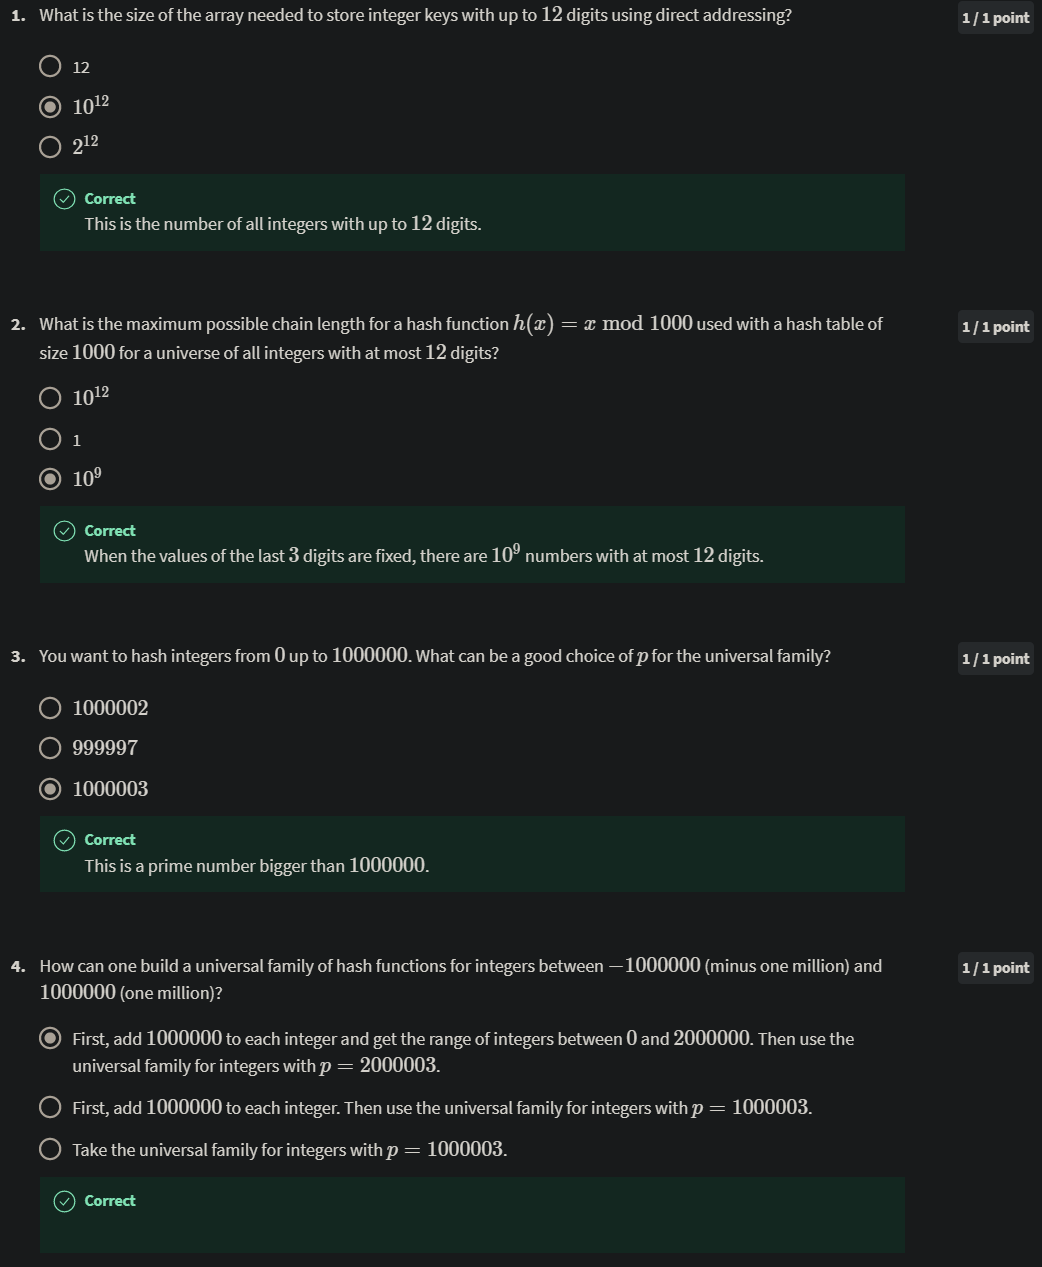 1. What is the size of the array needed to store integer keys with up to 12 digits using direct addressing?
1 / 1 point
12
10^12
2^12
Correct
This is the number of all integers with up to 12 digits.
2. What is the maximum possible chain length for a hash function h(x) = x mod 1000 used with a hash table of
1 / 1 point
size 1000 for a universe of all integers with at most 12 digits?
10^12
1
10^9
Correct
When the values of the last 3 digits are fixed, there are 10^9 numbers with at most 12 digits.
3. You want to hash integers from 0 up to 1000000. What can be a good choice of p for the universal family?
1 / 1 point
1000002
999997
1000003
Correct
This is a prime number bigger than 1000000.
4. How can one build a universal family of hash functions for integers between −1000000 (minus one million) and
1 / 1 point
1000000 (one million)?
First, add 1000000 to each integer and get the range of integers between 0 and 2000000. Then use the
universal family for integers with p = 2000003.
First, add 1000000 to each integer. Then use the universal family for integers with p = 1000003.
Take the universal family for integers with p = 1000003.
Correct